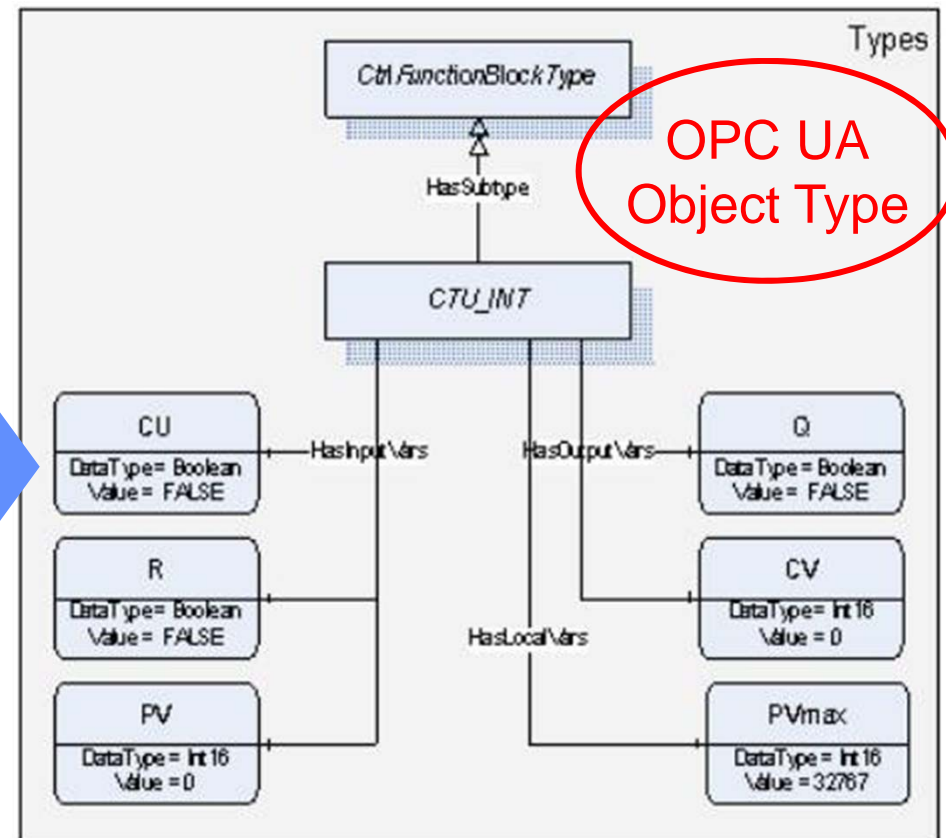 Types
Ctrl FunctionBlockType
OPC UA
Object Type
HasSubtype
CTU_INT
CU
DataType= Boolean
Value = FALSE
HasInputVars
HasOutputVars
Q
DataType= Boolean
Value = FALSE
R
DataType= Boolean
Value = FALSE
CV
DataType= Int16
Value = 0
HasLocalVars
PV
DataType = Int16
Value = 0
PVmax
DataType = Int16
Value = 32767